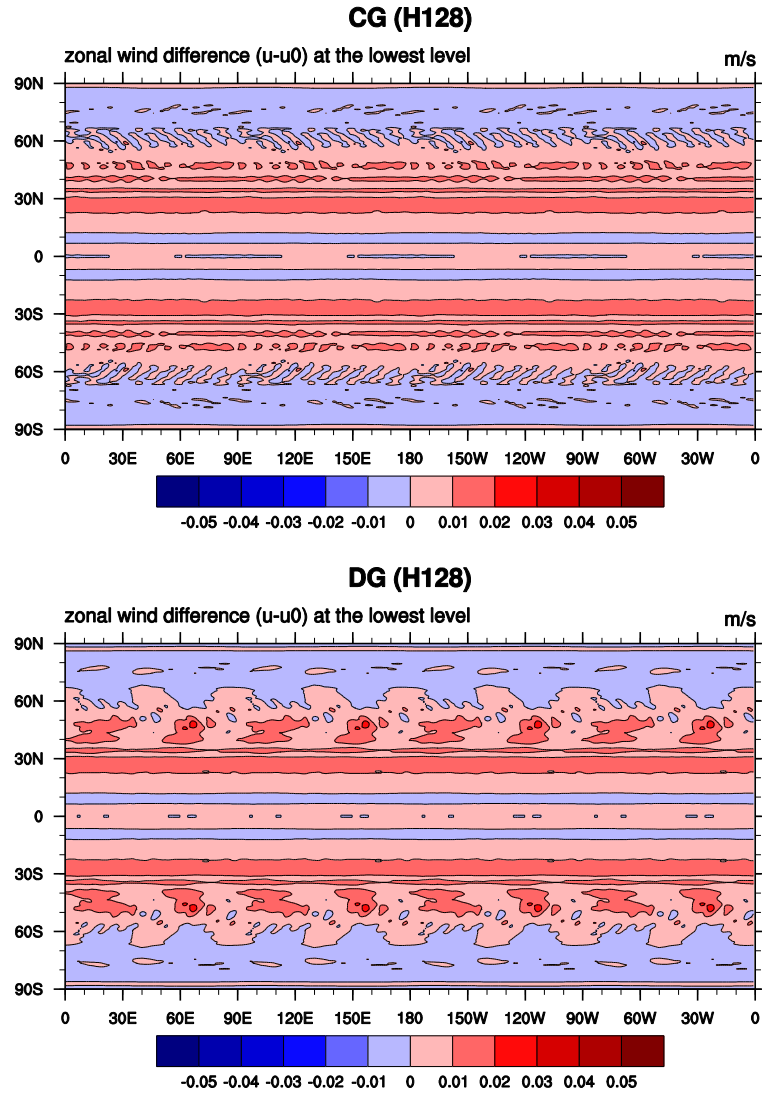 CG (H128)
zonal wind difference (u-u0) at the lowest level m/s
90N
60N
30N
0
30S
60S
90S
0 30E 60E 90E 120E 150E 180 150W 120W 90W 60W 30W 0
-0.05 -0.04 -0.03 -0.02 -0.01 0 0.01 0.02 0.03 0.04 0.05
DG (H128)
zonal wind difference (u-u0) at the lowest level m/s
90N
60N
30N
0
30S
60S
90S
0 30E 60E 90E 120E 150E 180 150W 120W 90W 60W 30W 0
-0.05 -0.04 -0.03 -0.02 -0.01 0 0.01 0.02 0.03 0.04 0.05